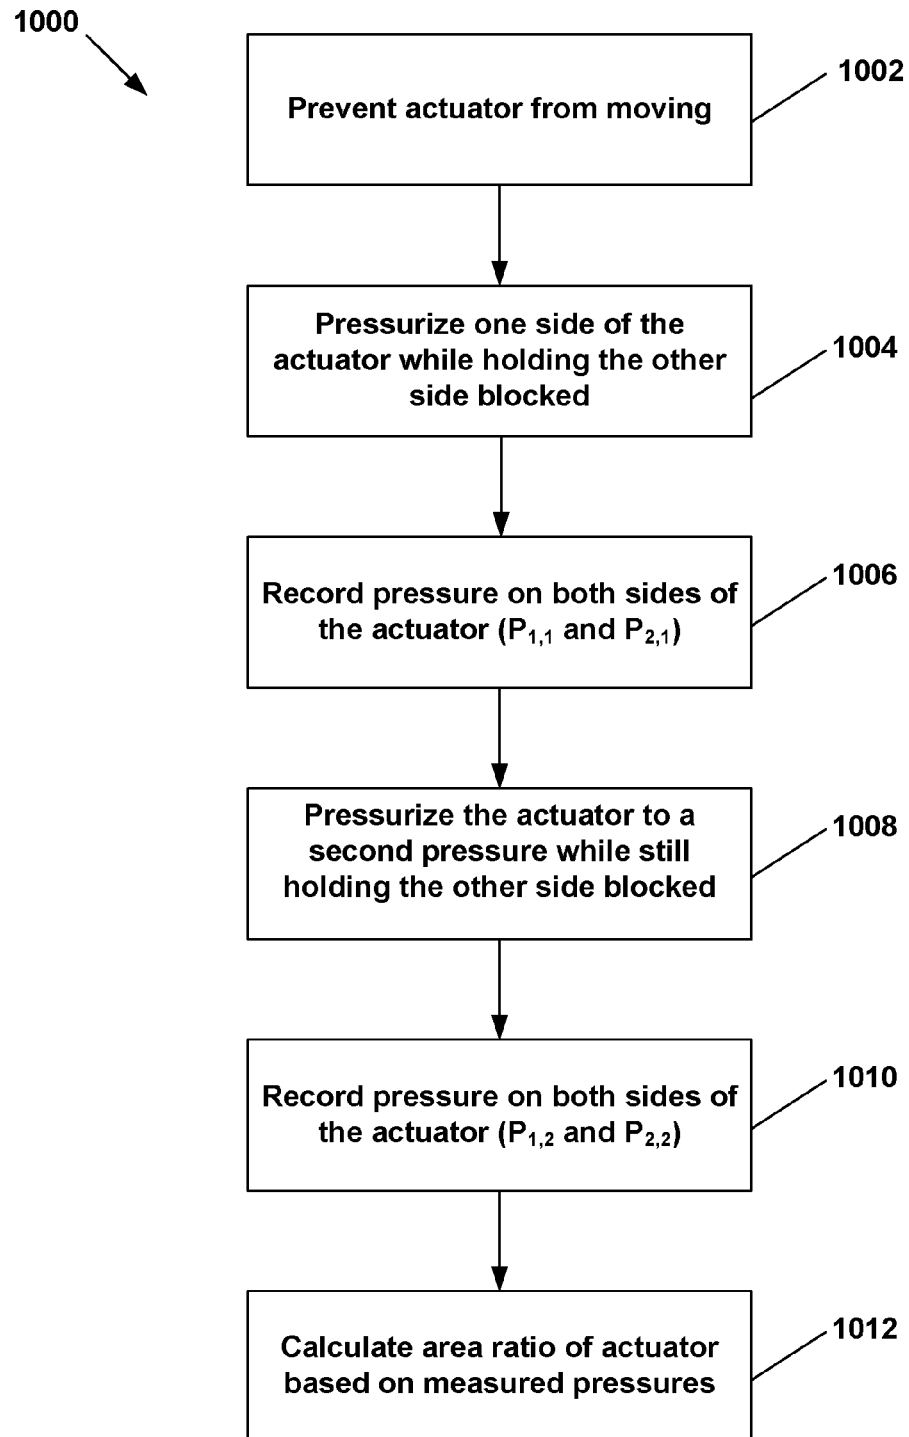 1000
1002
Prevent actuator from moving
Pressurize one side of the
actuator while holding the other
side blocked
1004
1006
Record pressure on both sides of
the actuator (P1,1 and P2,1)
Pressurize the actuator to a
second pressure while still
holding the other side blocked
1008
1010
Record pressure on both sides of
the actuator (P1,2 and P2,2)
1012
Calculate area ratio of actuator
based on measured pressures